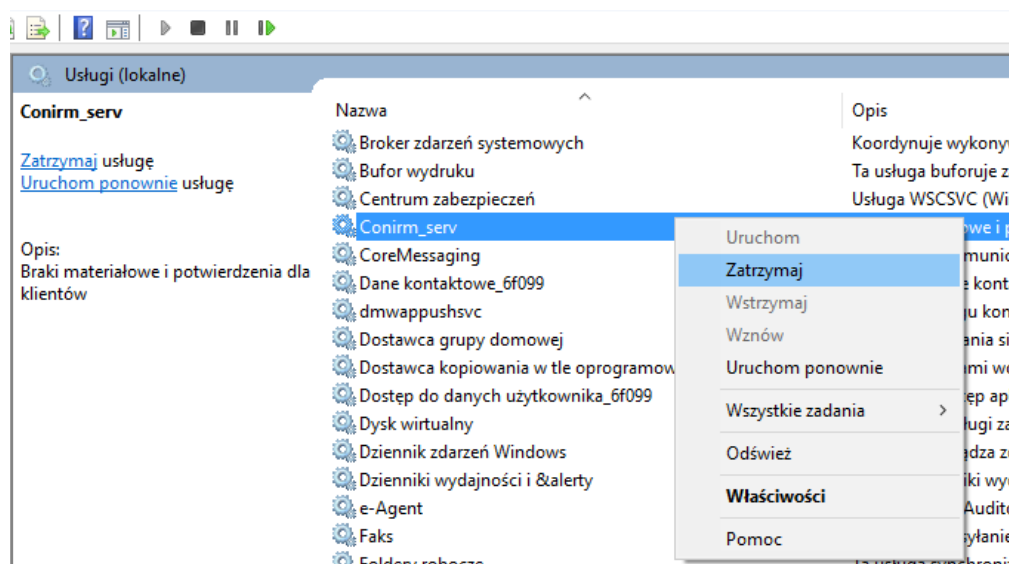 Usługi (lokalne)
Conirm_serv
Zatrzymaj usługę
Uruchom ponownie usługę
Opis:
Braki materiałowe i potwierdzenia dla
klientów
Nazwa
Opis
Broker zdarzeń systemowych
Koordynuje wykony
Bufor wydruku
Ta usługa buforuje z
Centrum zabezpieczeń
Usługa WSCSVC (Wi
Conirm_serv
CoreMessaging
Dane kontaktowe_6f099
dmwappushsvc
Dostawca grupy domowej
Dostawca kopiowania w tle oprogramow
Dostęp do danych użytkownika_6f099
Dysk wirtualny
Dziennik zdarzeń Windows
Dzienniki wydajności i &alerty
e-Agent
Faks
Foldery robocze
Uruchom
Zatrzymaj
Wstrzymaj
Wznów
Uruchom ponownie
Wszystkie zadania
Odśwież
Właściwości
Pomoc